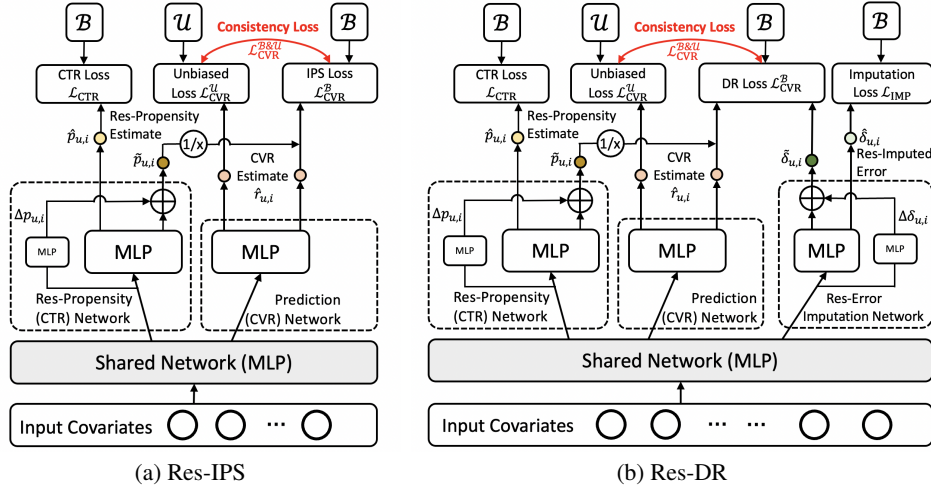 ℬ
𝒰
Consistency Loss
ℒ_CVR^{ℬ&𝒰}
ℬ
CTR Loss
ℒ_CTR
Unbiased
Loss ℒ_CVR^𝒰
IPS Loss
ℒ_CVR^ℬ
Res-Propensity
Estimate
p̂_{u,i}
p̃_{u,i}
1/x
CVR
Estimate
r̂_{u,i}
Δp_{u,i}
MLP
MLP
MLP
Res-Propensity
(CTR) Network
Prediction
(CVR) Network
Shared Network (MLP)
Input Covariates
···
(a) Res-IPS
ℬ
𝒰
Consistency Loss
ℒ_CVR^{ℬ&𝒰}
ℬ
ℬ
CTR Loss
ℒ_CTR
Unbiased
Loss ℒ_CVR^𝒰
DR Loss ℒ_CVR^ℬ
Imputation
Loss ℒ_IMP
Res-Propensity
Estimate
p̂_{u,i}
p̃_{u,i}
1/x
CVR
Estimate
r̂_{u,i}
δ̃_{u,i}
δ̂_{u,i}
Res-Imputed
Error
Δp_{u,i}
Δδ_{u,i}
MLP
MLP
MLP
MLP
MLP
Res-Propensity
(CTR) Network
Prediction
(CVR) Network
Res-Error
Imputation Network
Shared Network (MLP)
Input Covariates
··· ···
(b) Res-DR